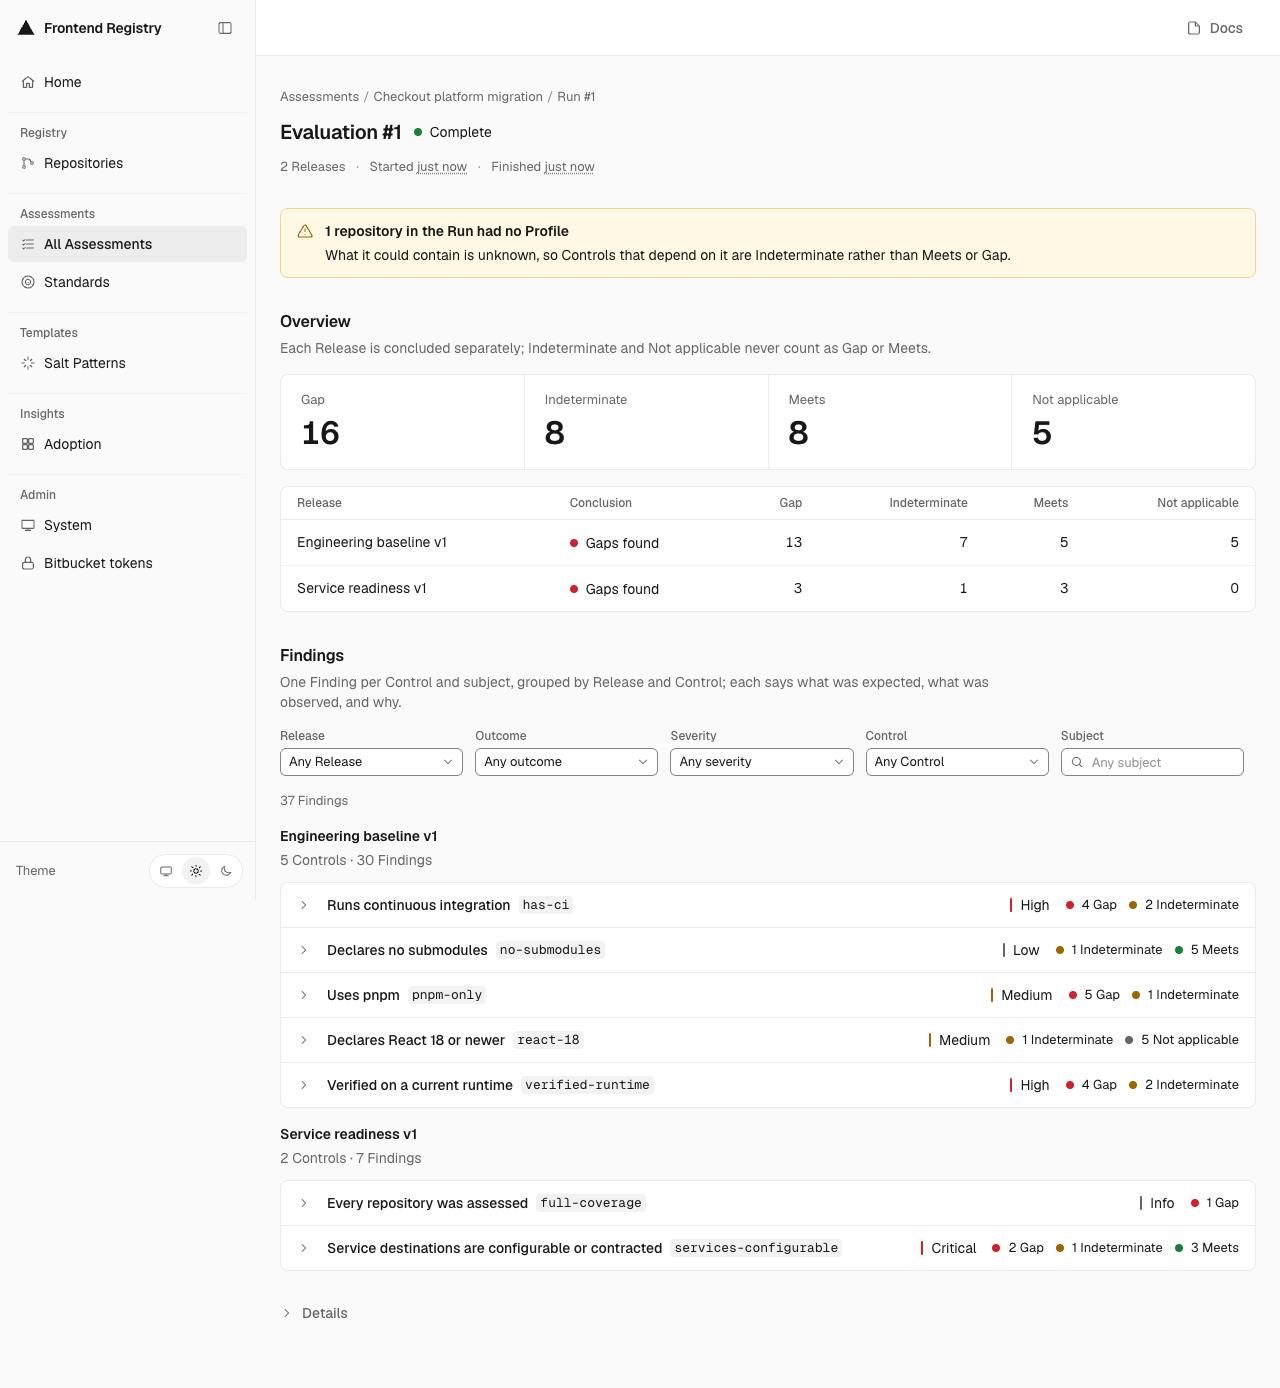 Frontend Registry
Docs
Home
Registry
Repositories
Assessments
All Assessments
Standards
Templates
Salt Patterns
Insights
Adoption
Admin
System
Bitbucket tokens
Theme
Assessments / Checkout platform migration / Run #1
Evaluation #1 Complete
2 Releases · Started just now · Finished just now
1 repository in the Run had no Profile
What it could contain is unknown, so Controls that depend on it are Indeterminate rather than Meets or Gap.
Overview
Each Release is concluded separately; Indeterminate and Not applicable never count as Gap or Meets.
Gap Indeterminate Meets Not applicable
16 8 8 5
Release Conclusion Gap Indeterminate Meets Not applicable
Engineering baseline v1 Gaps found 13 7 5 5
Service readiness v1 Gaps found 3 1 3 0
Findings
One Finding per Control and subject, grouped by Release and Control; each says what was expected, what was
observed, and why.
Release Outcome Severity Control Subject
Any Release Any outcome Any severity Any Control Any subject
37 Findings
Engineering baseline v1
5 Controls · 30 Findings
Runs continuous integration has-ci High 4 Gap 2 Indeterminate
Declares no submodules no-submodules Low 1 Indeterminate 5 Meets
Uses pnpm pnpm-only Medium 5 Gap 1 Indeterminate
Declares React 18 or newer react-18 Medium 1 Indeterminate 5 Not applicable
Verified on a current runtime verified-runtime High 4 Gap 2 Indeterminate
Service readiness v1
2 Controls · 7 Findings
Every repository was assessed full-coverage Info 1 Gap
Service destinations are configurable or contracted services-configurable Critical 2 Gap 1 Indeterminate 3 Meets
Details